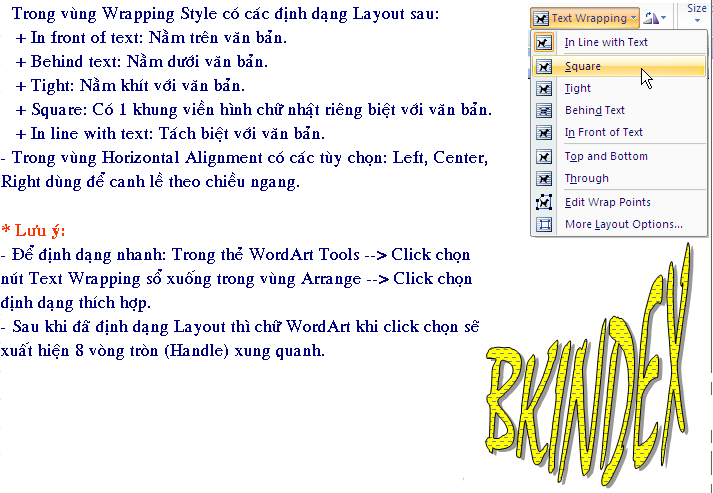 Trong vùng Wrapping Style có các định dạng Layout sau:
+ In front of text: Nằm trên văn bản.
+ Behind text: Nằm dưới văn bản.
+ Tight: Nằm khít với văn bản.
+ Square: Có 1 khung viền hình chữ nhật riêng biệt với văn bản.
+ In line with text: Tách biệt với văn bản.
- Trong vùng Horizontal Alignment có các tùy chọn: Left, Center,
Right dùng để canh lề theo chiều ngang.
* Lưu ý:
- Để định dạng nhanh: Trong thẻ WordArt Tools --> Click chọn
nút Text Wrapping sổ xuống trong vùng Arrange --> Click chọn
định dạng thích hợp.
- Sau khi đã định dạng Layout thì chữ WordArt khi click chọn sẽ
xuất hiện 8 vòng tròn (Handle) xung quanh.
Text Wrapping
Size
In Line with Text
Square
Tight
Behind Text
In Front of Text
Top and Bottom
Through
Edit Wrap Points
More Layout Options...
BKINDEX